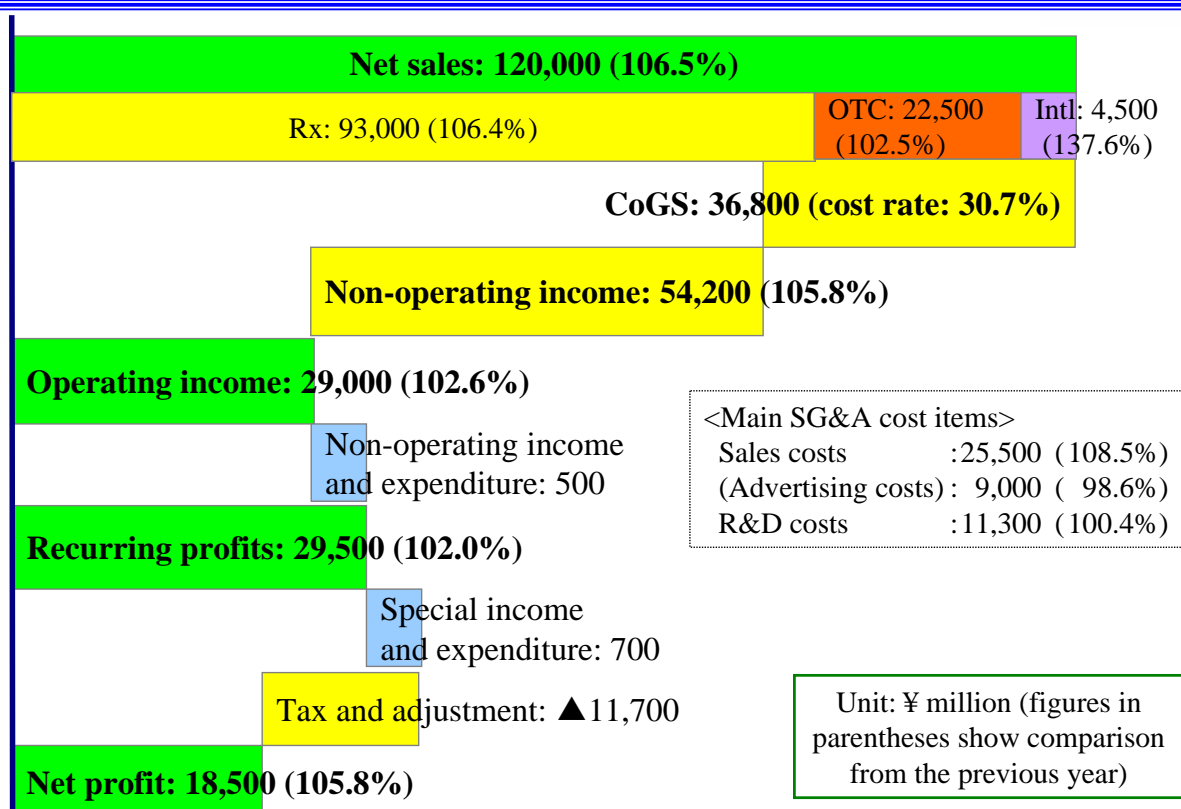 Net sales: 120,000 (106.5%)
Rx: 93,000 (106.4%)
OTC: 22,500
(102.5%)
Intl: 4,500
(137.6%)
CoGS: 36,800 (cost rate: 30.7%)
Non-operating income: 54,200 (105.8%)
Operating income: 29,000 (102.6%)
Non-operating income
and expenditure: 500
<Main SG&A cost items>
Sales costs :25,500 (108.5%)
(Advertising costs) : 9,000 ( 98.6%)
R&D costs :11,300 (100.4%)
Recurring profits: 29,500 (102.0%)
Special income
and expenditure: 700
Tax and adjustment: ▲11,700
Unit: ¥ million (figures in
parentheses show comparison
from the previous year)
Net profit: 18,500 (105.8%)